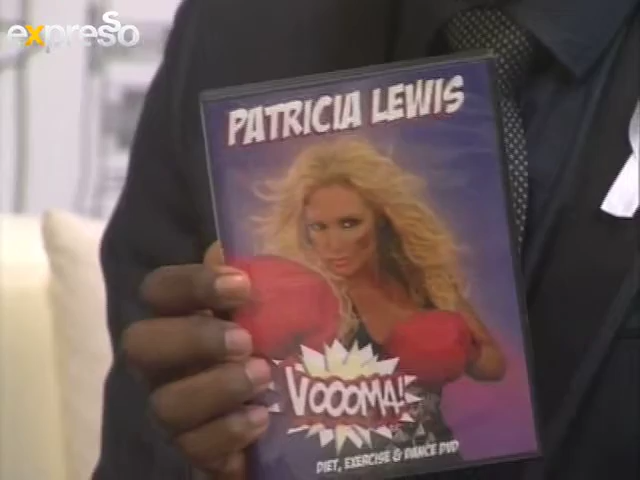 expresso
PATRICIA LEWIS
VOOOMA!
DIET, EXERCISE & DANCE DVD